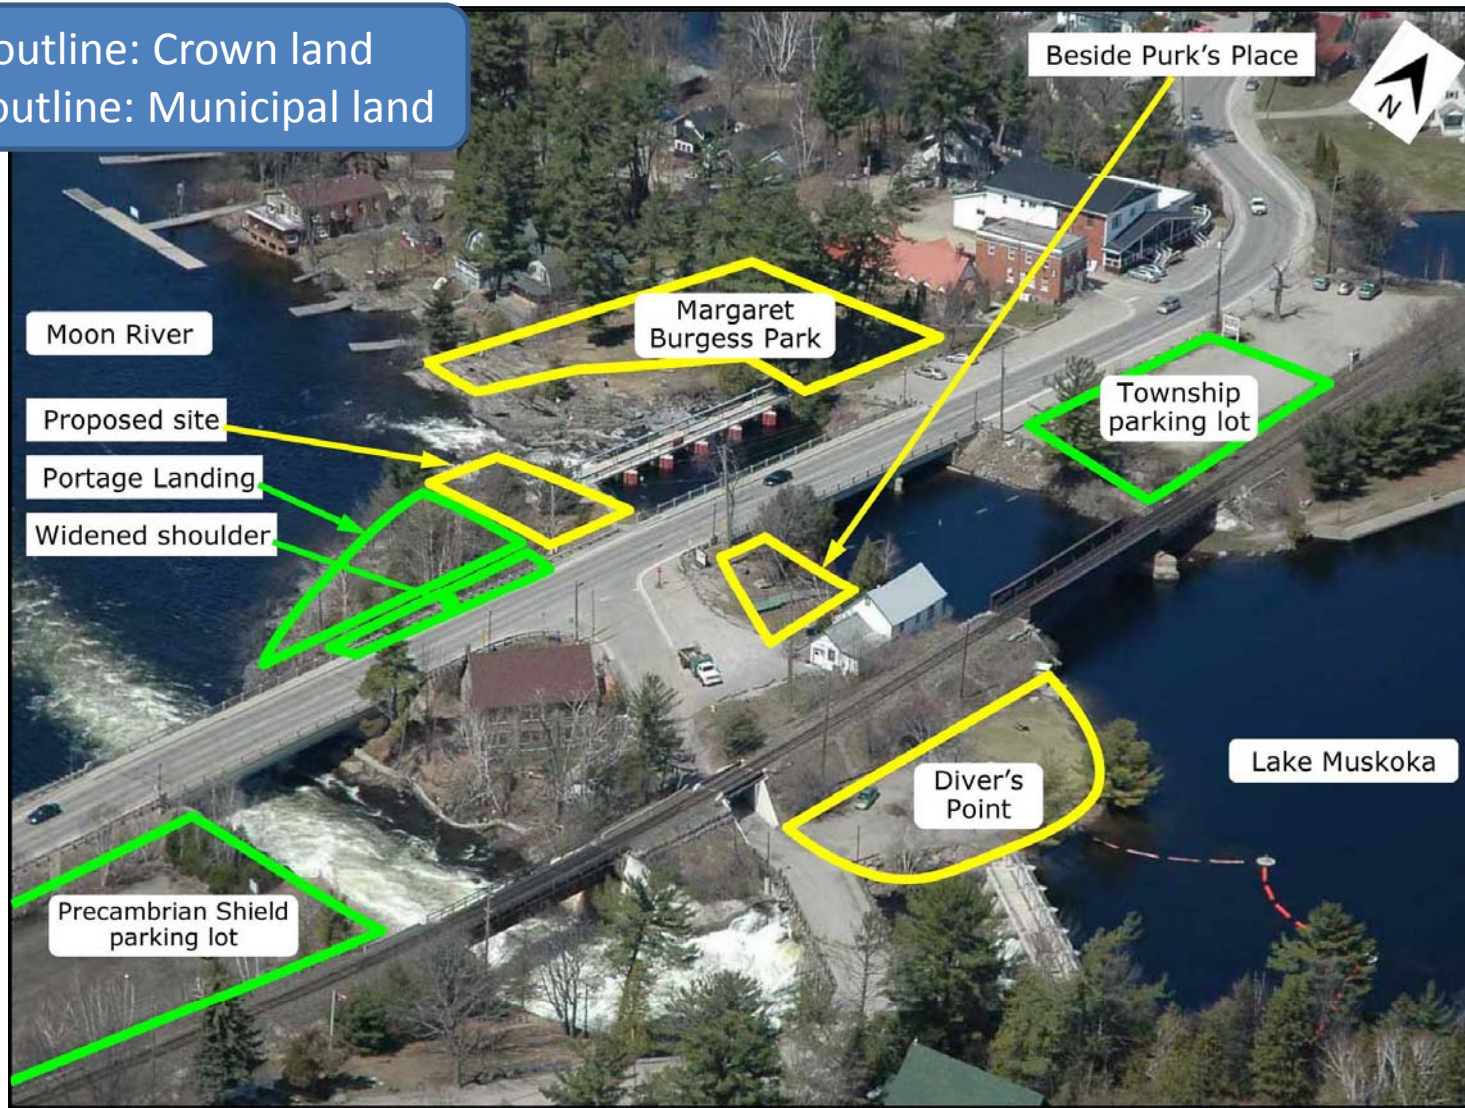 outline: Crown land
outline: Municipal land
Beside Purk's Place
N
Margaret
Burgess Park
Moon River
Proposed site
Portage Landing
Widened shoulder
Township
parking lot
Lake Muskoka
Diver's
Point
Precambrian Shield
parking lot